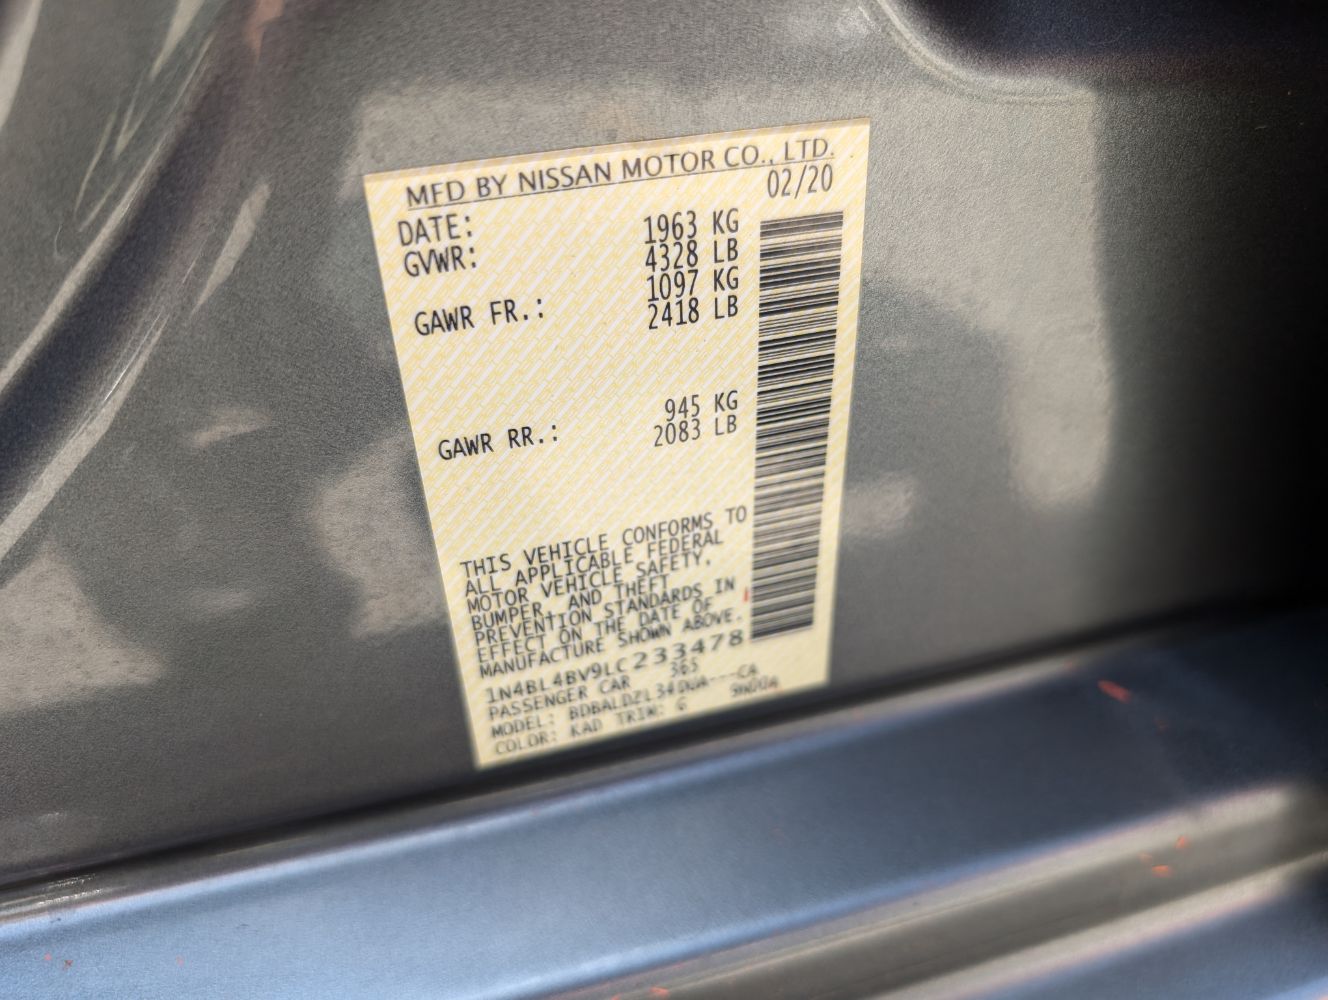 MFD BY NISSAN MOTOR CO., LTD.
DATE: 02/20
GVWR: 1963 KG
4328 LB
GAWR FR.: 1097 KG
2418 LB
GAWR RR.: 945 KG
2083 LB
THIS VEHICLE CONFORMS TO
ALL APPLICABLE FEDERAL
MOTOR VEHICLE SAFETY,
BUMPER, AND THEFT
PREVENTION STANDARDS IN
EFFECT ON THE DATE OF
MANUFACTURE SHOWN ABOVE.
1N4BL4BV9LC233478
PASSENGER CAR 365
MODEL: CA
COLOR: KAD TRIM: G